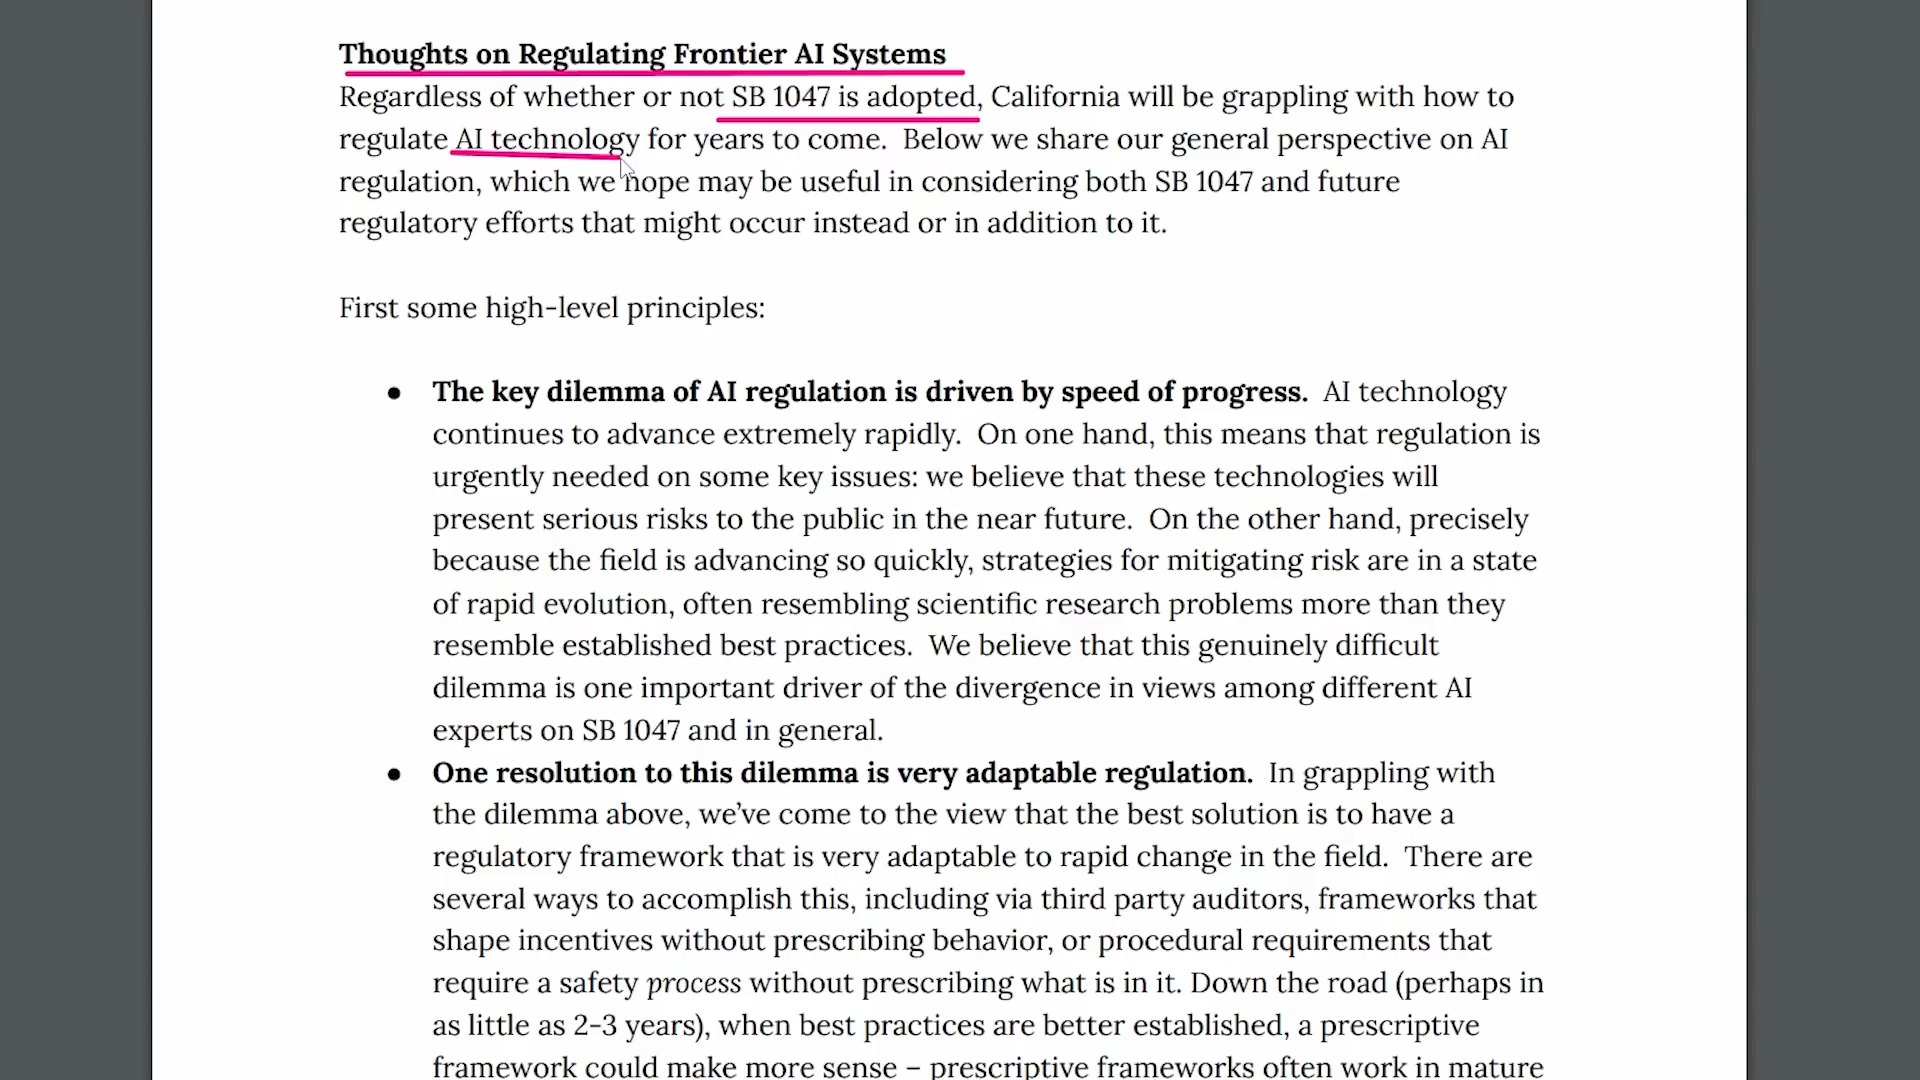 Thoughts on Regulating Frontier AI Systems
Regardless of whether or not SB 1047 is adopted, California will be grappling with how to
regulate AI technology for years to come.  Below we share our general perspective on AI
regulation, which we hope may be useful in considering both SB 1047 and future
regulatory efforts that might occur instead or in addition to it.
First some high-level principles:
● The key dilemma of AI regulation is driven by speed of progress.  AI technology
continues to advance extremely rapidly.  On one hand, this means that regulation is
urgently needed on some key issues: we believe that these technologies will
present serious risks to the public in the near future.  On the other hand, precisely
because the field is advancing so quickly, strategies for mitigating risk are in a state
of rapid evolution, often resembling scientific research problems more than they
resemble established best practices.  We believe that this genuinely difficult
dilemma is one important driver of the divergence in views among different AI
experts on SB 1047 and in general.
● One resolution to this dilemma is very adaptable regulation.  In grappling with
the dilemma above, we’ve come to the view that the best solution is to have a
regulatory framework that is very adaptable to rapid change in the field.  There are
several ways to accomplish this, including via third party auditors, frameworks that
shape incentives without prescribing behavior, or procedural requirements that
require a safety process without prescribing what is in it. Down the road (perhaps in
as little as 2-3 years), when best practices are better established, a prescriptive
framework could make more sense – prescriptive frameworks often work in mature